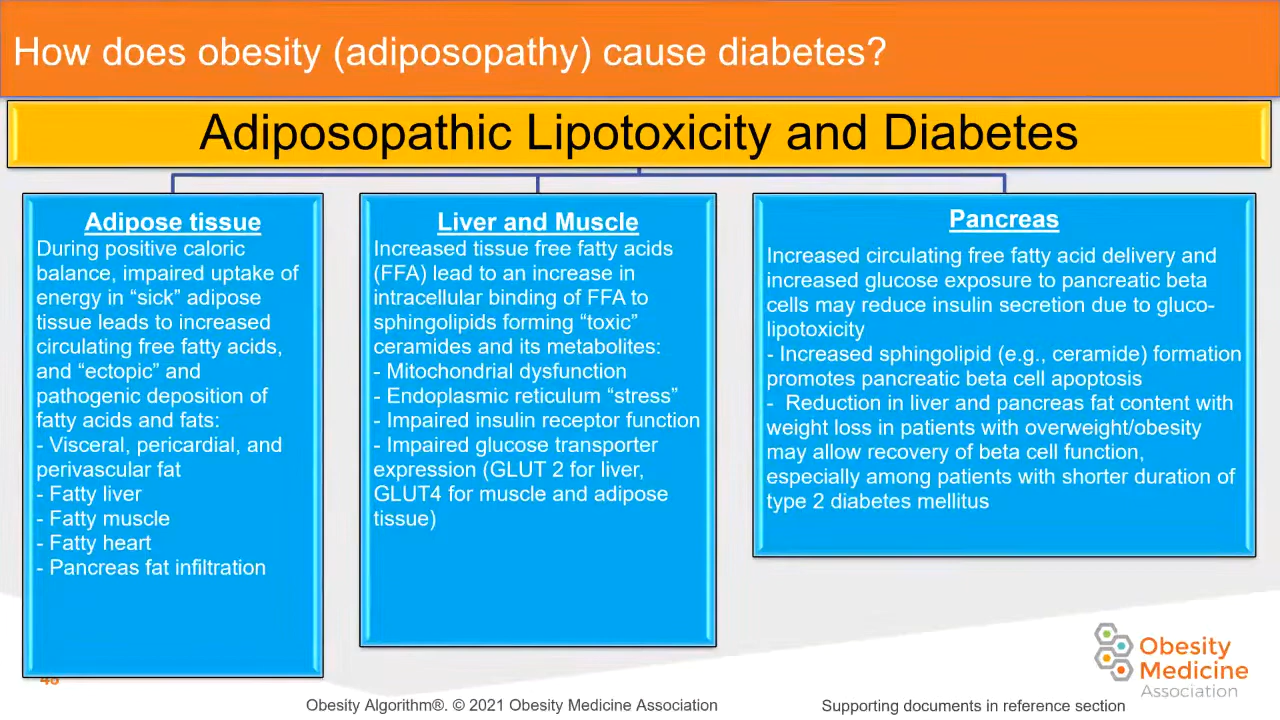 How does obesity (adiposopathy) cause diabetes?
Adiposopathic Lipotoxicity and Diabetes
Adipose tissue
During positive caloric
balance, impaired uptake of
energy in “sick” adipose
tissue leads to increased
circulating free fatty acids,
and “ectopic” and
pathogenic deposition of
fatty acids and fats:
- Visceral, pericardial, and
perivascular fat
- Fatty liver
- Fatty muscle
- Fatty heart
- Pancreas fat infiltration
Liver and Muscle
Increased tissue free fatty acids
(FFA) lead to an increase in
intracellular binding of FFA to
sphingolipids forming “toxic”
ceramides and its metabolites:
- Mitochondrial dysfunction
- Endoplasmic reticulum “stress”
- Impaired insulin receptor function
- Impaired glucose transporter
expression (GLUT 2 for liver,
GLUT4 for muscle and adipose
tissue)
Pancreas
Increased circulating free fatty acid delivery and
increased glucose exposure to pancreatic beta
cells may reduce insulin secretion due to gluco-
lipotoxicity
- Increased sphingolipid (e.g., ceramide) formation
promotes pancreatic beta cell apoptosis
- Reduction in liver and pancreas fat content with
weight loss in patients with overweight/obesity
may allow recovery of beta cell function,
especially among patients with shorter duration of
type 2 diabetes mellitus
Obesity
Medicine
Association
Obesity Algorithm®. © 2021 Obesity Medicine Association
Supporting documents in reference section